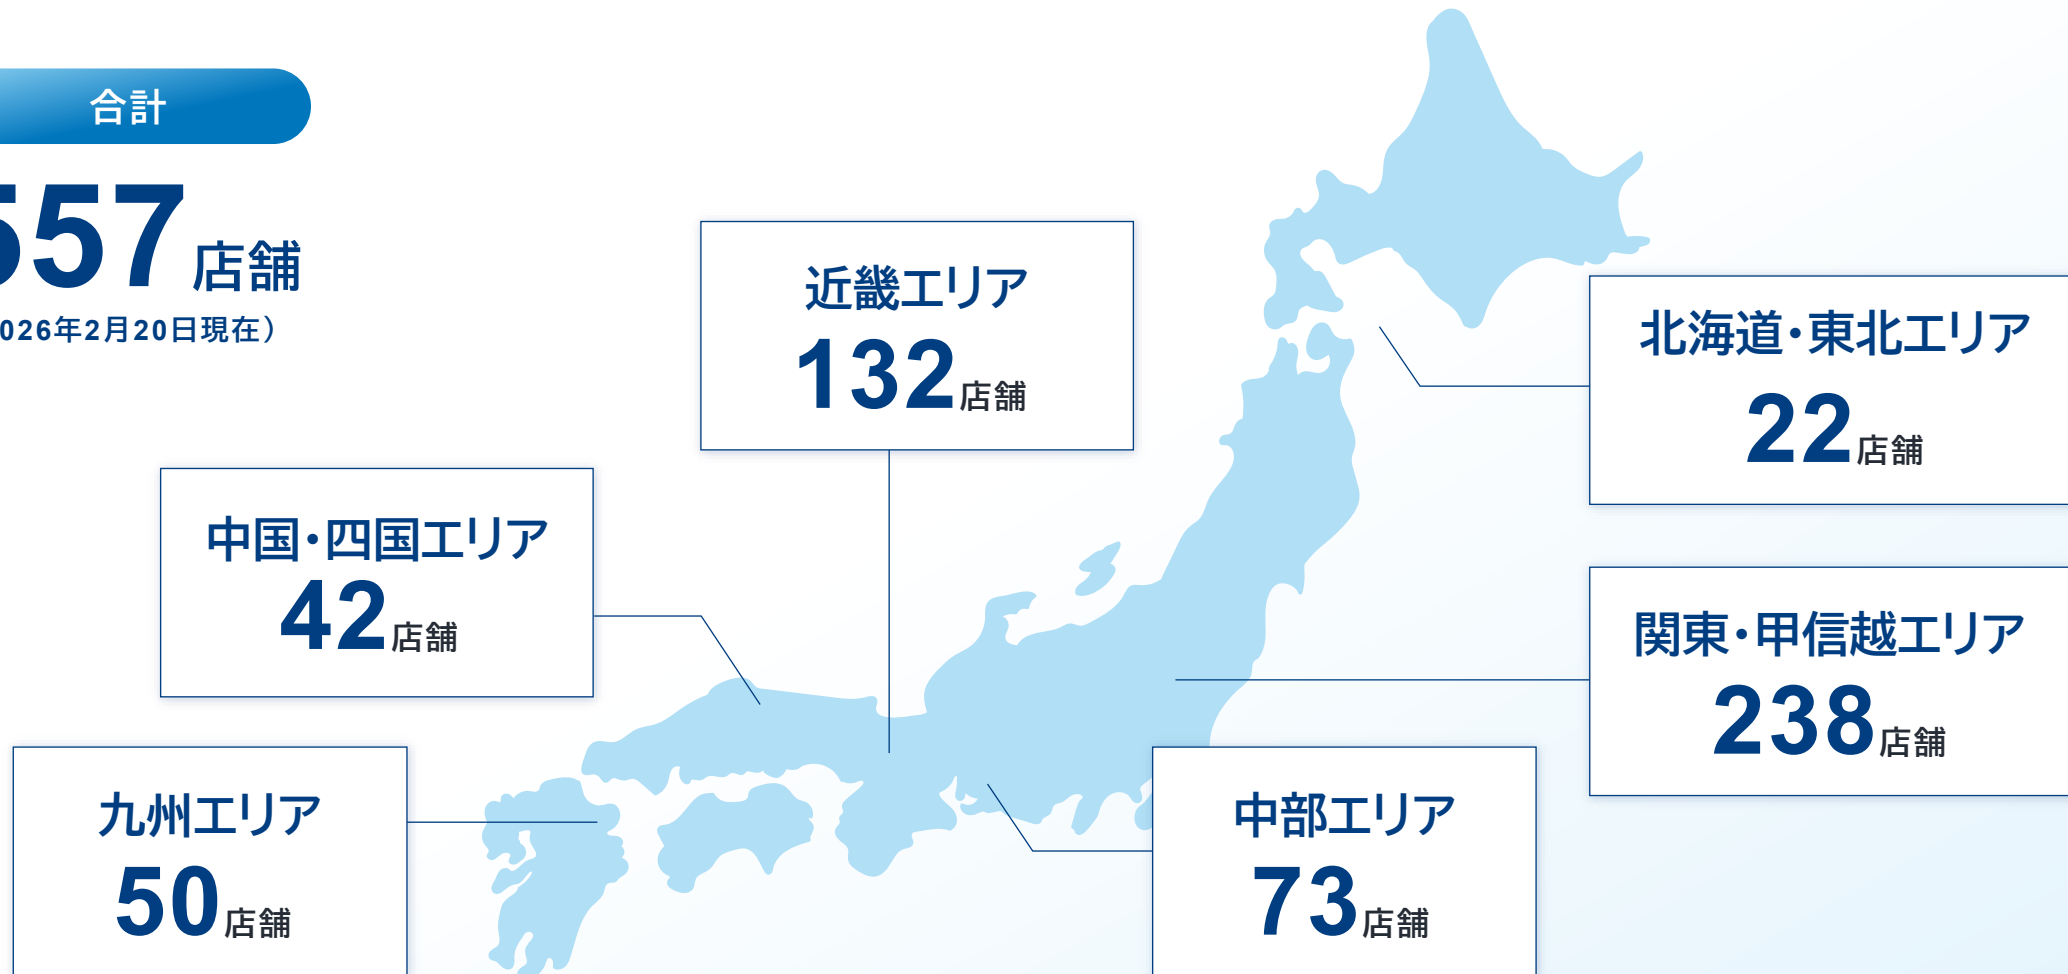 合計
557店舗
026年2月20日現在）
近畿エリア
132店舗
北海道・東北エリア
22店舗
中国・四国エリア
42店舗
関東・甲信越エリア
238店舗
九州エリア
50店舗
中部エリア
73店舗